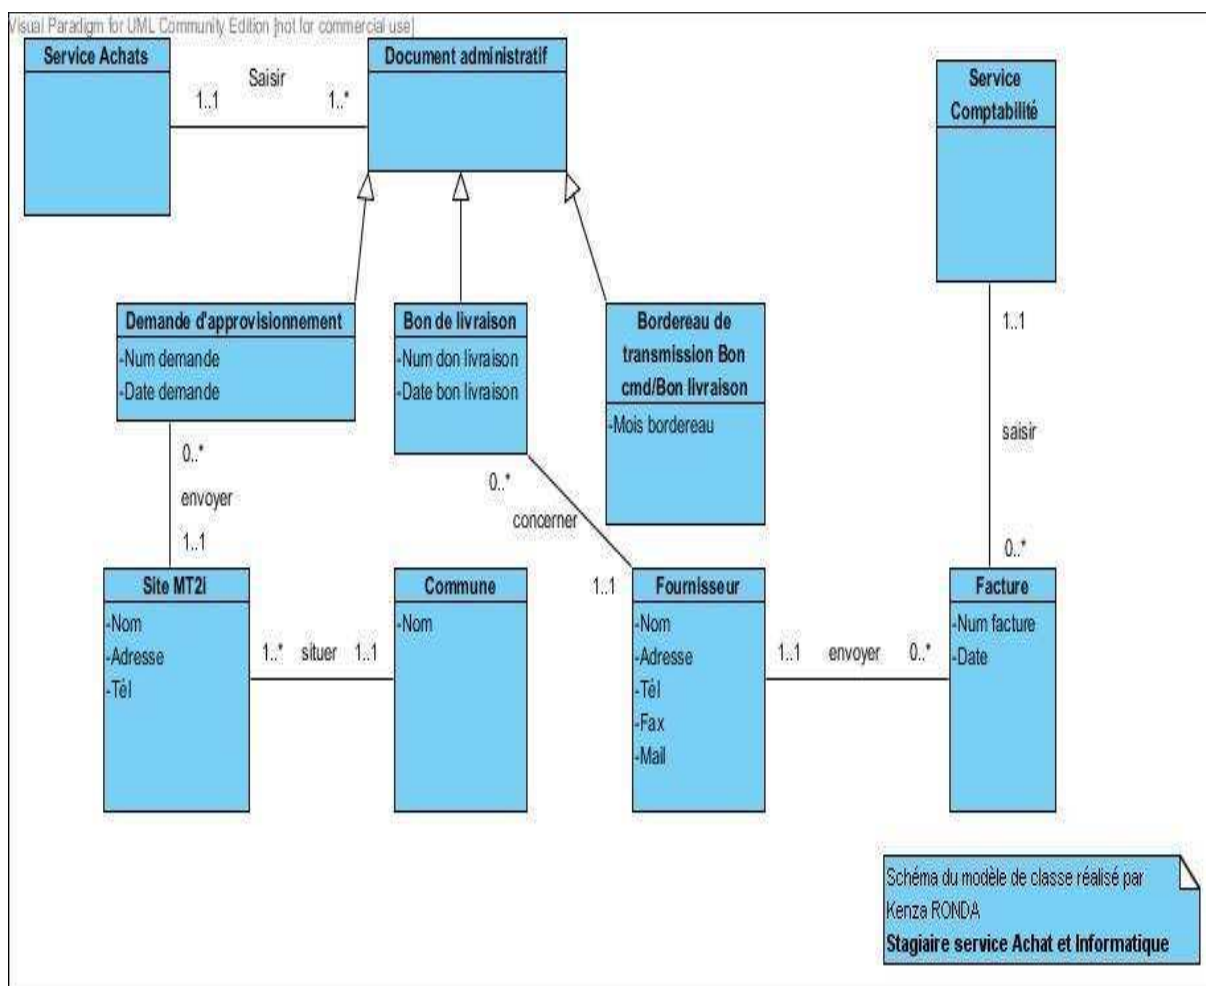 Visual Paradigm for UML Community Edition [not for commercial use]
Service Achats
Saisir
1..1
1..*
Document administratif
Service
Comptabilité
Demande d'approvisionnement
-Num demande
-Date demande
Bon de livraison
-Num don livraison
-Date bon livraison
Bordereau de
transmission Bon
cmd/Bon livraison
-Mois bordereau
1..1
saisir
0..*
0..*
envoyer
1..1
0..*
concerner
1..1
Site MT2i
-Nom
-Adresse
-Tél
1..* situer 1..1
Commune
-Nom
Fournisseur
-Nom
-Adresse
-Tél
-Fax
-Mail
1..1 envoyer 0..*
Facture
-Num facture
-Date
Schéma du modèle de classe réalisé par
Kenza RONDA
Stagiaire service Achat et Informatique